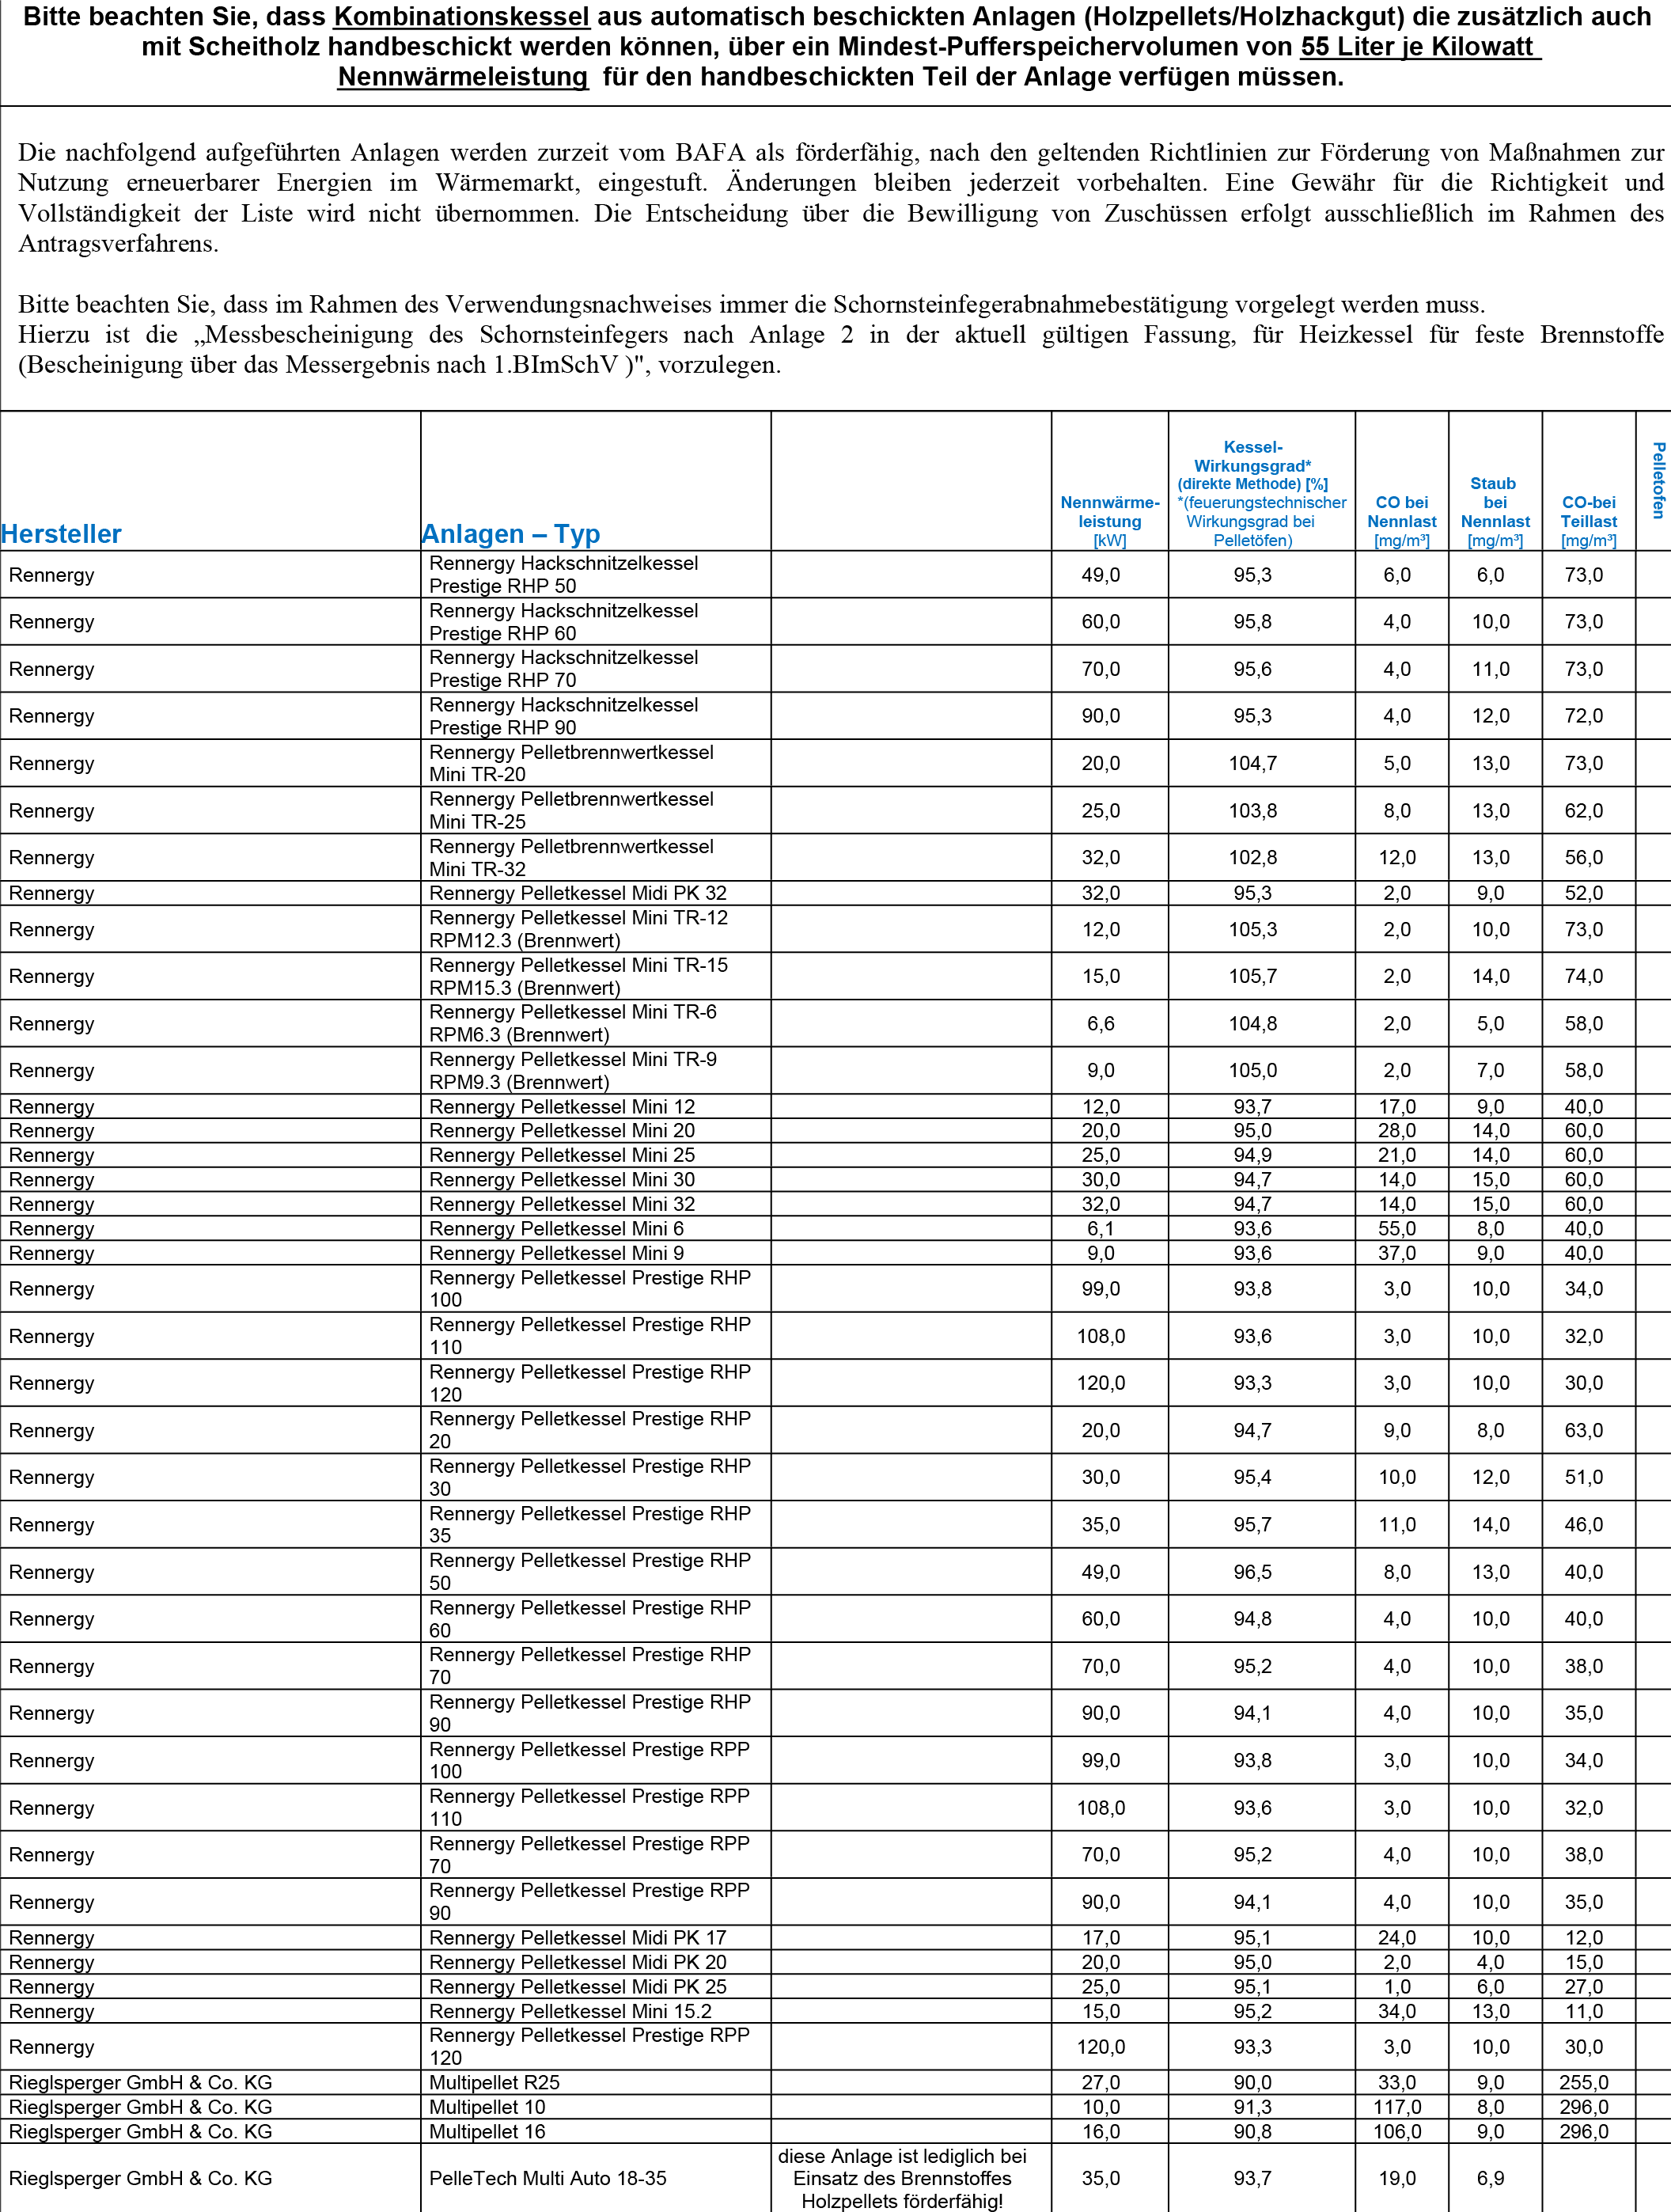 Bitte beachten Sie, dass Kombinationskessel aus automatisch beschickten Anlagen (Holzpellets/Holzhackgut) die zusätzlich auch
mit Scheitholz handbeschickt werden können, über ein Mindest-Pufferspeichervolumen von 55 Liter je Kilowatt
Nennwärmeleistung für den handbeschickten Teil der Anlage verfügen müssen.
Die nachfolgend aufgeführten Anlagen werden zurzeit vom BAFA als förderfähig, nach den geltenden Richtlinien zur Förderung von Maßnahmen zur
Nutzung erneuerbarer Energien im Wärmemarkt, eingestuft. Änderungen bleiben jederzeit vorbehalten. Eine Gewähr für die Richtigkeit und
Vollständigkeit der Liste wird nicht übernommen. Die Entscheidung über die Bewilligung von Zuschüssen erfolgt ausschließlich im Rahmen des
Antragsverfahrens.
Bitte beachten Sie, dass im Rahmen des Verwendungsnachweises immer die Schornsteinfegerabnahmebestätigung vorgelegt werden muss.
Hierzu ist die „Messbescheinigung des Schornsteinfegers nach Anlage 2 in der aktuell gültigen Fassung, für Heizkessel für feste Brennstoffe
(Bescheinigung über das Messergebnis nach 1.BImSchV )", vorzulegen.
Hersteller
Anlagen – Typ
Nennwärme-
leistung
[kW]
Kessel-
Wirkungsgrad*
(direkte Methode) [%]
*(feuerungstechnischer
Wirkungsgrad bei
Pelletöfen)
CO bei
Nennlast
[mg/m³]
Staub
bei
Nennlast
[mg/m³]
CO-bei
Teillast
[mg/m³]
Pelletofen
Rennergy Rennergy Hackschnitzelkessel
Prestige RHP 50 49,0 95,3 6,0 6,0 73,0
Rennergy Rennergy Hackschnitzelkessel
Prestige RHP 60 60,0 95,8 4,0 10,0 73,0
Rennergy Rennergy Hackschnitzelkessel
Prestige RHP 70 70,0 95,6 4,0 11,0 73,0
Rennergy Rennergy Hackschnitzelkessel
Prestige RHP 90 90,0 95,3 4,0 12,0 72,0
Rennergy Rennergy Pelletbrennwertkessel
Mini TR-20 20,0 104,7 5,0 13,0 73,0
Rennergy Rennergy Pelletbrennwertkessel
Mini TR-25 25,0 103,8 8,0 13,0 62,0
Rennergy Rennergy Pelletbrennwertkessel
Mini TR-32 32,0 102,8 12,0 13,0 56,0
Rennergy Rennergy Pelletkessel Midi PK 32 32,0 95,3 2,0 9,0 52,0
Rennergy Rennergy Pelletkessel Mini TR-12
RPM12.3 (Brennwert) 12,0 105,3 2,0 10,0 73,0
Rennergy Rennergy Pelletkessel Mini TR-15
RPM15.3 (Brennwert) 15,0 105,7 2,0 14,0 74,0
Rennergy Rennergy Pelletkessel Mini TR-6
RPM6.3 (Brennwert) 6,6 104,8 2,0 5,0 58,0
Rennergy Rennergy Pelletkessel Mini TR-9
RPM9.3 (Brennwert) 9,0 105,0 2,0 7,0 58,0
Rennergy Rennergy Pelletkessel Mini 12 12,0 93,7 17,0 9,0 40,0
Rennergy Rennergy Pelletkessel Mini 20 20,0 95,0 28,0 14,0 60,0
Rennergy Rennergy Pelletkessel Mini 25 25,0 94,9 21,0 14,0 60,0
Rennergy Rennergy Pelletkessel Mini 30 30,0 94,7 14,0 15,0 60,0
Rennergy Rennergy Pelletkessel Mini 32 32,0 94,7 14,0 15,0 60,0
Rennergy Rennergy Pelletkessel Mini 6 6,1 93,6 55,0 8,0 40,0
Rennergy Rennergy Pelletkessel Mini 9 9,0 93,6 37,0 9,0 40,0
Rennergy Rennergy Pelletkessel Prestige RHP
100 99,0 93,8 3,0 10,0 34,0
Rennergy Rennergy Pelletkessel Prestige RHP
110 108,0 93,6 3,0 10,0 32,0
Rennergy Rennergy Pelletkessel Prestige RHP
120 120,0 93,3 3,0 10,0 30,0
Rennergy Rennergy Pelletkessel Prestige RHP
20 20,0 94,7 9,0 8,0 63,0
Rennergy Rennergy Pelletkessel Prestige RHP
30 30,0 95,4 10,0 12,0 51,0
Rennergy Rennergy Pelletkessel Prestige RHP
35 35,0 95,7 11,0 14,0 46,0
Rennergy Rennergy Pelletkessel Prestige RHP
50 49,0 96,5 8,0 13,0 40,0
Rennergy Rennergy Pelletkessel Prestige RHP
60 60,0 94,8 4,0 10,0 40,0
Rennergy Rennergy Pelletkessel Prestige RHP
70 70,0 95,2 4,0 10,0 38,0
Rennergy Rennergy Pelletkessel Prestige RHP
90 90,0 94,1 4,0 10,0 35,0
Rennergy Rennergy Pelletkessel Prestige RPP
100 99,0 93,8 3,0 10,0 34,0
Rennergy Rennergy Pelletkessel Prestige RPP
110 108,0 93,6 3,0 10,0 32,0
Rennergy Rennergy Pelletkessel Prestige RPP
70 70,0 95,2 4,0 10,0 38,0
Rennergy Rennergy Pelletkessel Prestige RPP
90 90,0 94,1 4,0 10,0 35,0
Rennergy Rennergy Pelletkessel Midi PK 17 17,0 95,1 24,0 10,0 12,0
Rennergy Rennergy Pelletkessel Midi PK 20 20,0 95,0 2,0 4,0 15,0
Rennergy Rennergy Pelletkessel Midi PK 25 25,0 95,1 1,0 6,0 27,0
Rennergy Rennergy Pelletkessel Mini 15.2 15,0 95,2 34,0 13,0 11,0
Rennergy Rennergy Pelletkessel Prestige RPP
120 120,0 93,3 3,0 10,0 30,0
Rieglsperger GmbH & Co. KG Multipellet R25 27,0 90,0 33,0 9,0 255,0
Rieglsperger GmbH & Co. KG Multipellet 10 10,0 91,3 117,0 8,0 296,0
Rieglsperger GmbH & Co. KG Multipellet 16 16,0 90,8 106,0 9,0 296,0
Rieglsperger GmbH & Co. KG PelleTech Multi Auto 18-35 diese Anlage ist lediglich bei
Einsatz des Brennstoffes
Holzpellets förderfähig! 35,0 93,7 19,0 6,9